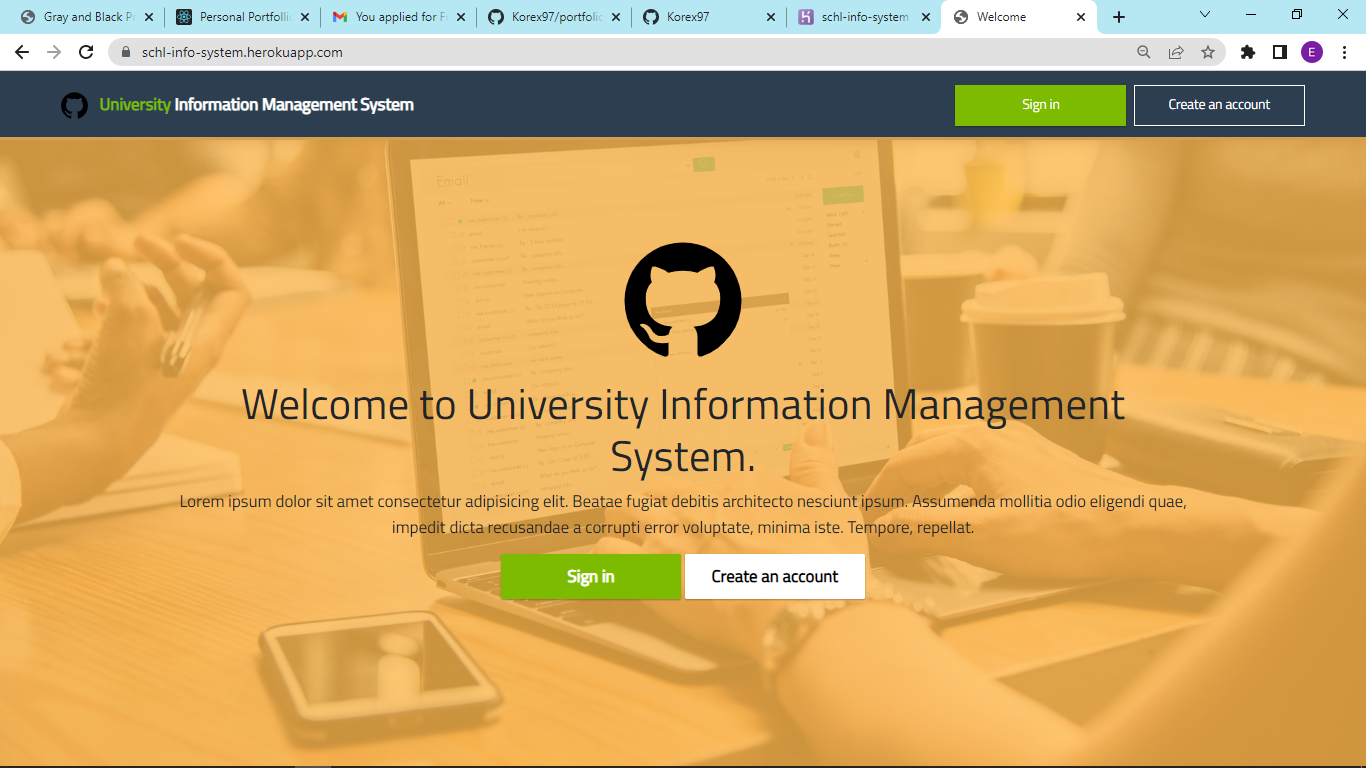 Gray and Black P
Personal Portfoli
You applied for F
Korex97/portfolio
Korex97
schl-info-system
Welcome
schl-info-system.herokuapp.com
E
University Information Management System
Sign in
Create an account
Email
Welcome to University Information Management
System.
Lorem ipsum dolor sit amet consectetur adipisicing elit. Beatae fugiat debitis architecto nesciunt ipsum. Assumenda mollitia odio eligendi quae,
impedit dicta recusandae a corrupti error voluptate, minima iste. Tempore, repellat.
Sign in
Create an account